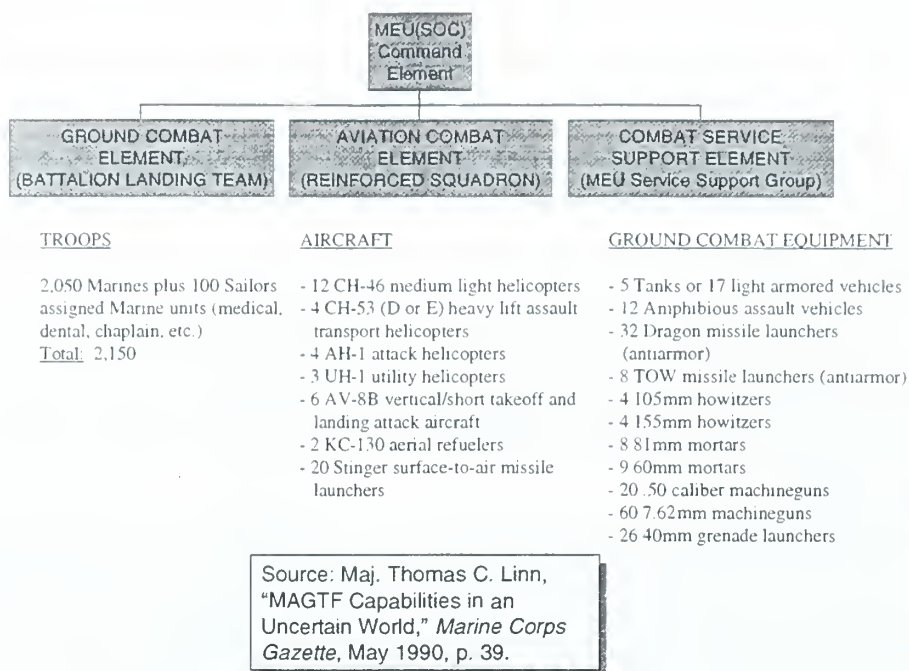 MEU(SOC)
Command
Element
GROUND COMBAT
ELEMENT
(BATTALION LANDING TEAM)
AVIATION COMBAT
ELEMENT
(REINFORCED SQUADRON)
COMBAT SERVICE
SUPPORT ELEMENT
(MEU Service Support Group)
TROOPS
2,050 Marines plus 100 Sailors
assigned Marine units (medical,
dental, chaplain, etc.)
Total: 2,150
AIRCRAFT
- 12 CH-46 medium light helicopters
- 4 CH-53 (D or E) heavy lift assault
transport helicopters
- 4 AH-1 attack helicopters
- 3 UH-1 utility helicopters
- 6 AV-8B vertical/short takeoff and
landing attack aircraft
- 2 KC-130 aerial refuelers
- 20 Stinger surface-to-air missile
launchers
GROUND COMBAT EQUIPMENT
- 5 Tanks or 17 light armored vehicles
- 12 Amphibious assault vehicles
- 32 Dragon missile launchers
(antiarmor)
- 8 TOW missile launchers (antiarmor)
- 4 105mm howitzers
- 4 155mm howitzers
- 8 81mm mortars
- 9 60mm mortars
- 20 .50 caliber machineguns
- 60 7.62mm machineguns
- 26 40mm grenade launchers
Source: Maj. Thomas C. Linn,
"MAGTF Capabilities in an
Uncertain World," Marine Corps
Gazette, May 1990, p. 39.